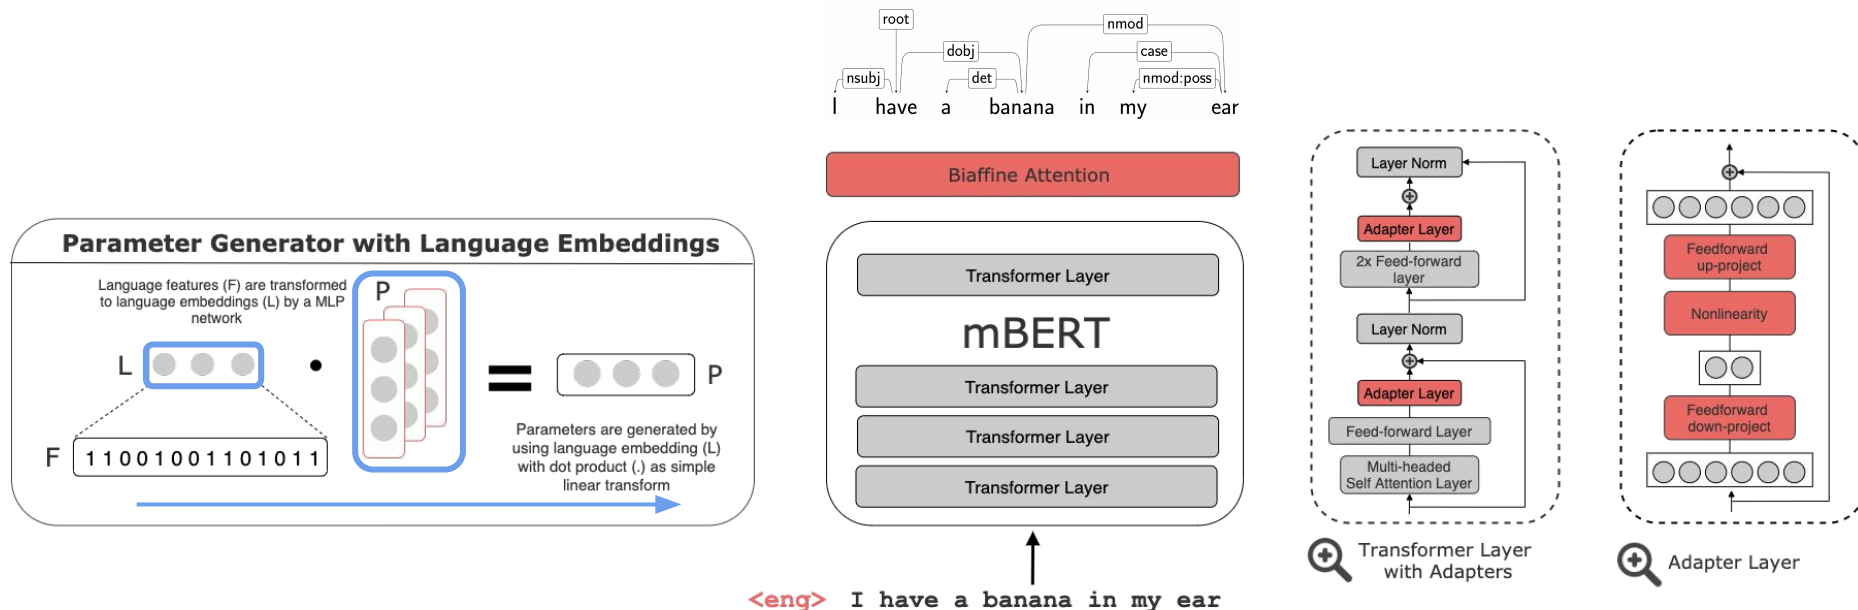 Parameter Generator with Language Embeddings
Language features (F) are transformed
to language embeddings (L) by a MLP
network
P
L
=
P
F
1 1 0 0 1 0 0 1 1 0 1 0 1 1
Parameters are generated by
using language embedding (L)
with dot product (.) as simple
linear transform
root
nmod
dobj
case
nsubj
det
nmod:poss
I have a banana in my ear
Biaffine Attention
Transformer Layer
mBERT
Transformer Layer
Transformer Layer
Transformer Layer
<eng> I have a banana in my ear
Layer Norm
Adapter Layer
2x Feed-forward
layer
Layer Norm
Adapter Layer
Feed-forward Layer
Multi-headed
Self Attention Layer
Transformer Layer
with Adapters
Feedforward
up-project
Nonlinearity
Feedforward
down-project
Adapter Layer